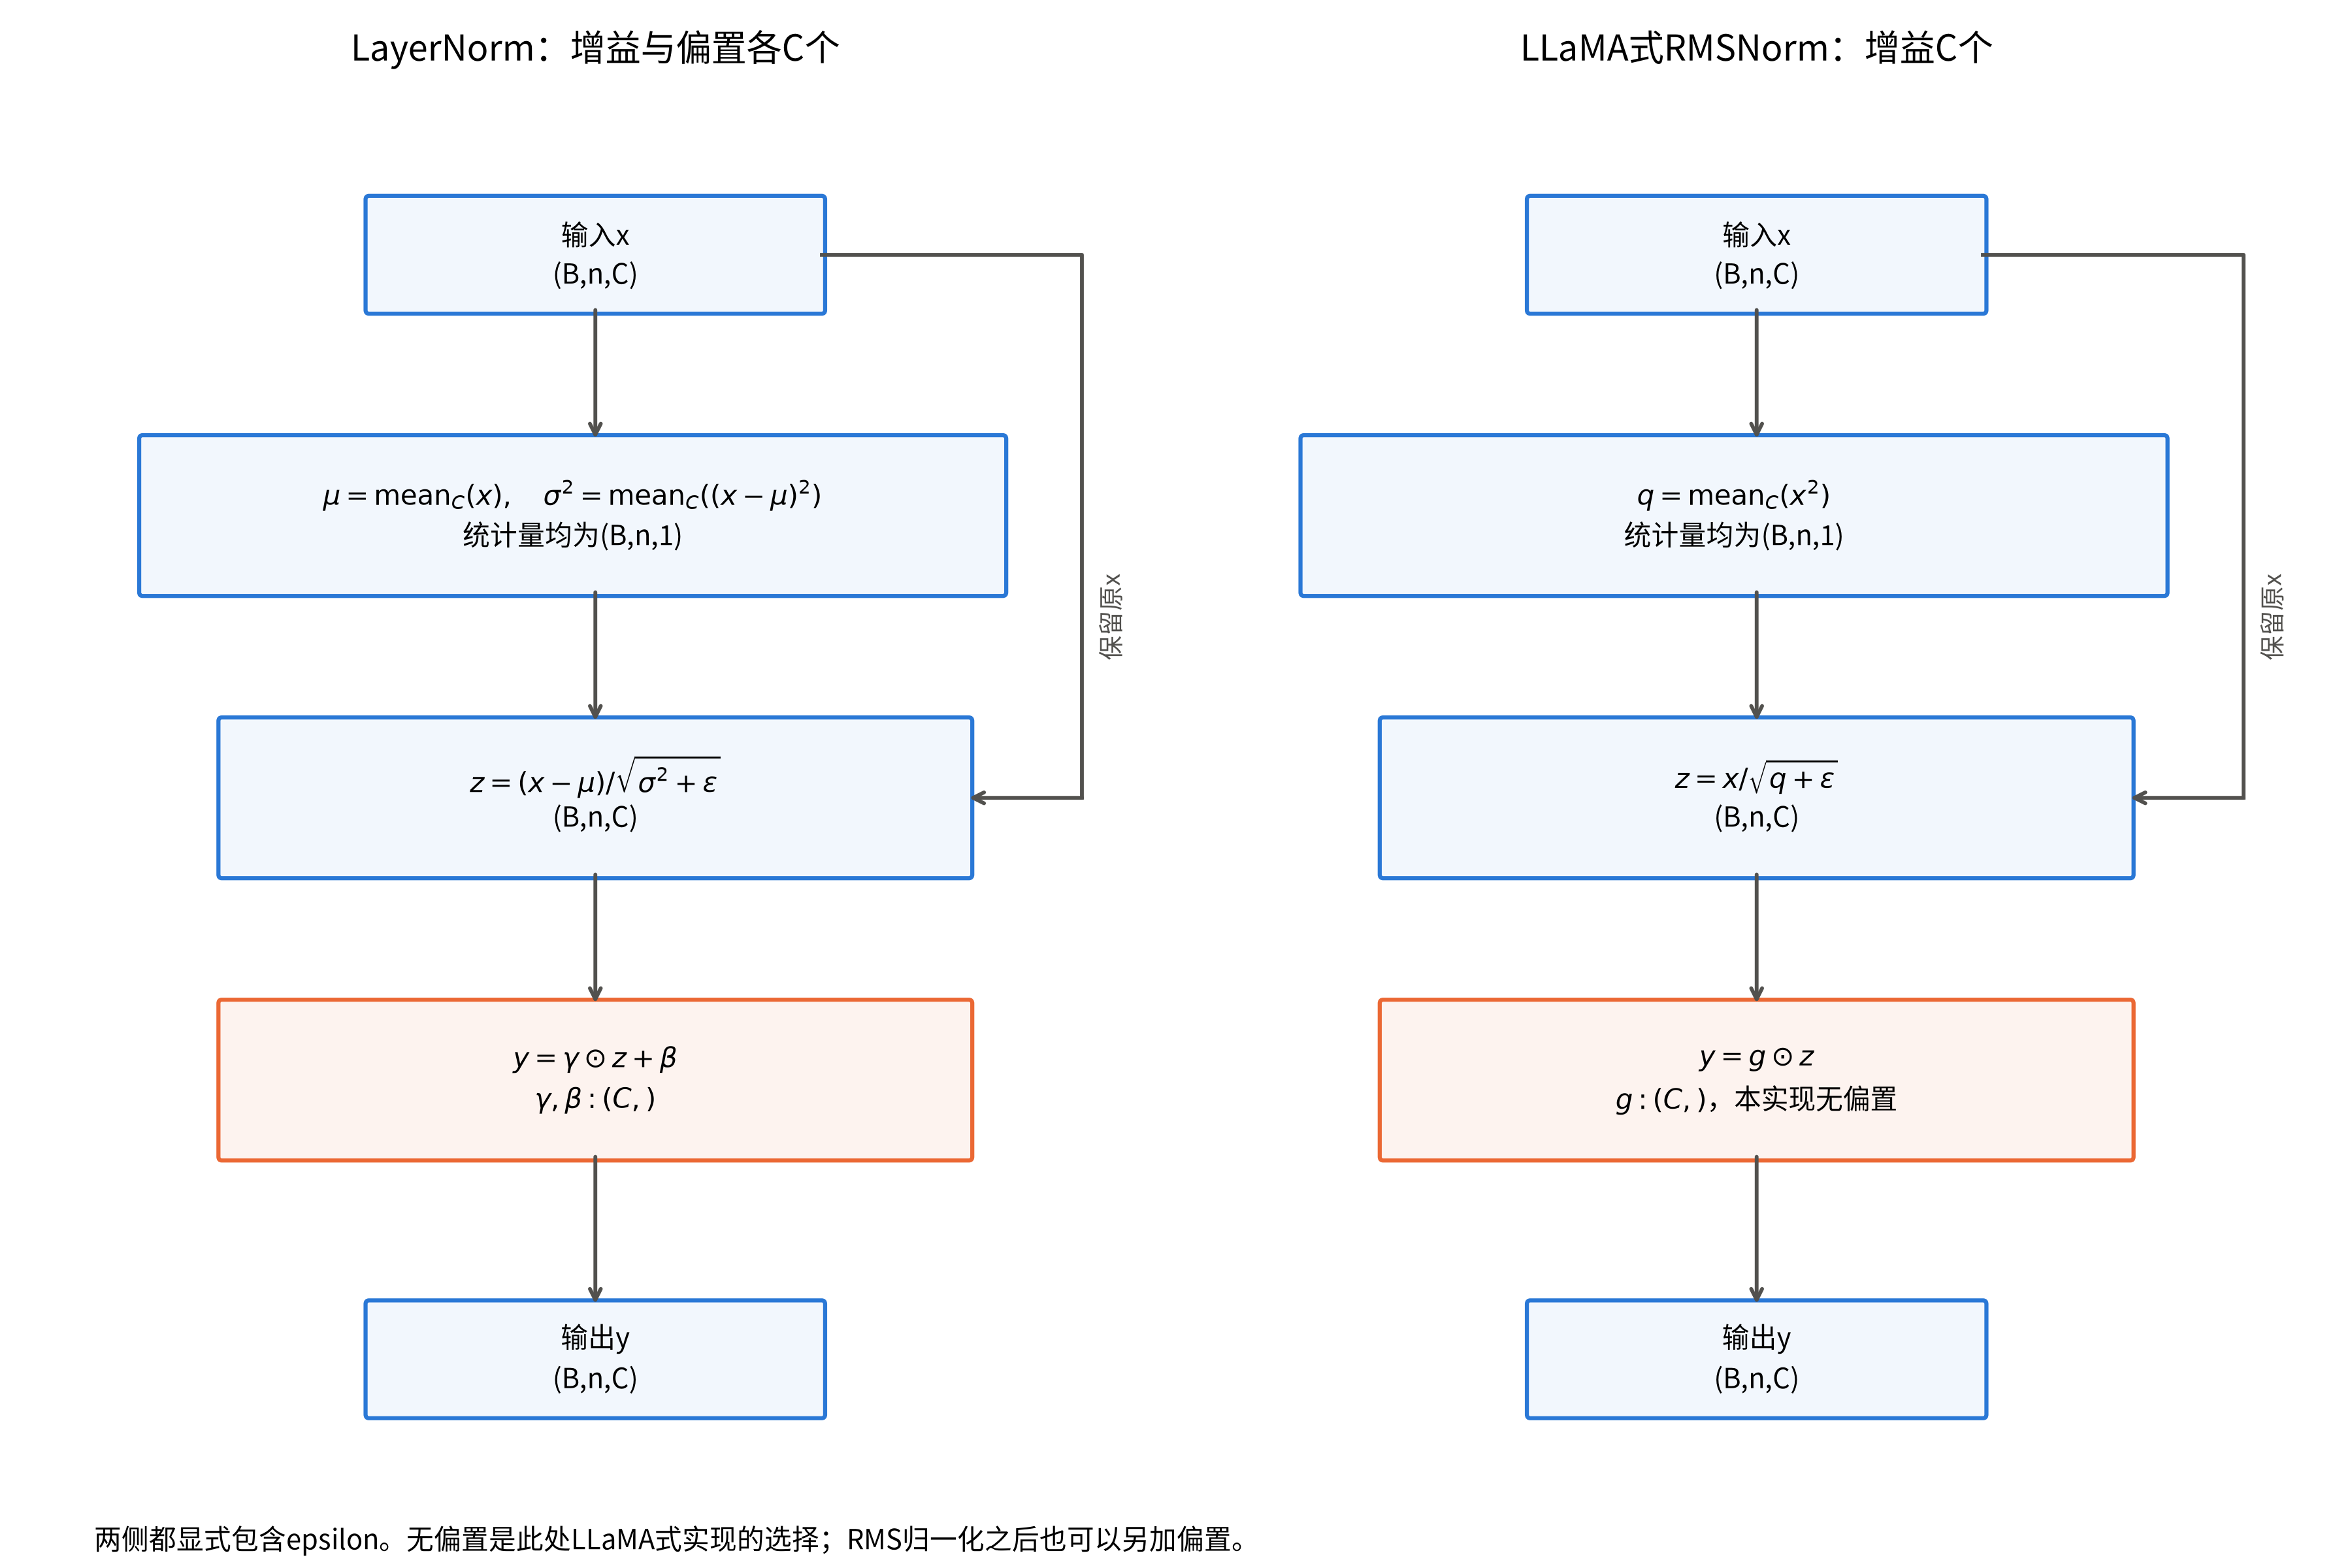 LayerNorm：增益与偏置各C个
输入x
(B,n,C)
μ = mean_C(x),    σ² = mean_C((x − μ)²)
统计量均为(B,n,1)
保留原x
z = (x − μ)/√(σ² + ε)
(B,n,C)
y = γ ⊙ z + β
γ, β : (C, )
输出y
(B,n,C)
LLaMA式RMSNorm：增益C个
输入x
(B,n,C)
q = mean_C(x²)
统计量均为(B,n,1)
保留原x
z = x/√(q + ε)
(B,n,C)
y = g ⊙ z
g : (C, )，本实现无偏置
输出y
(B,n,C)
两侧都显式包含epsilon。无偏置是此处LLaMA式实现的选择；RMS归一化之后也可以另加偏置。